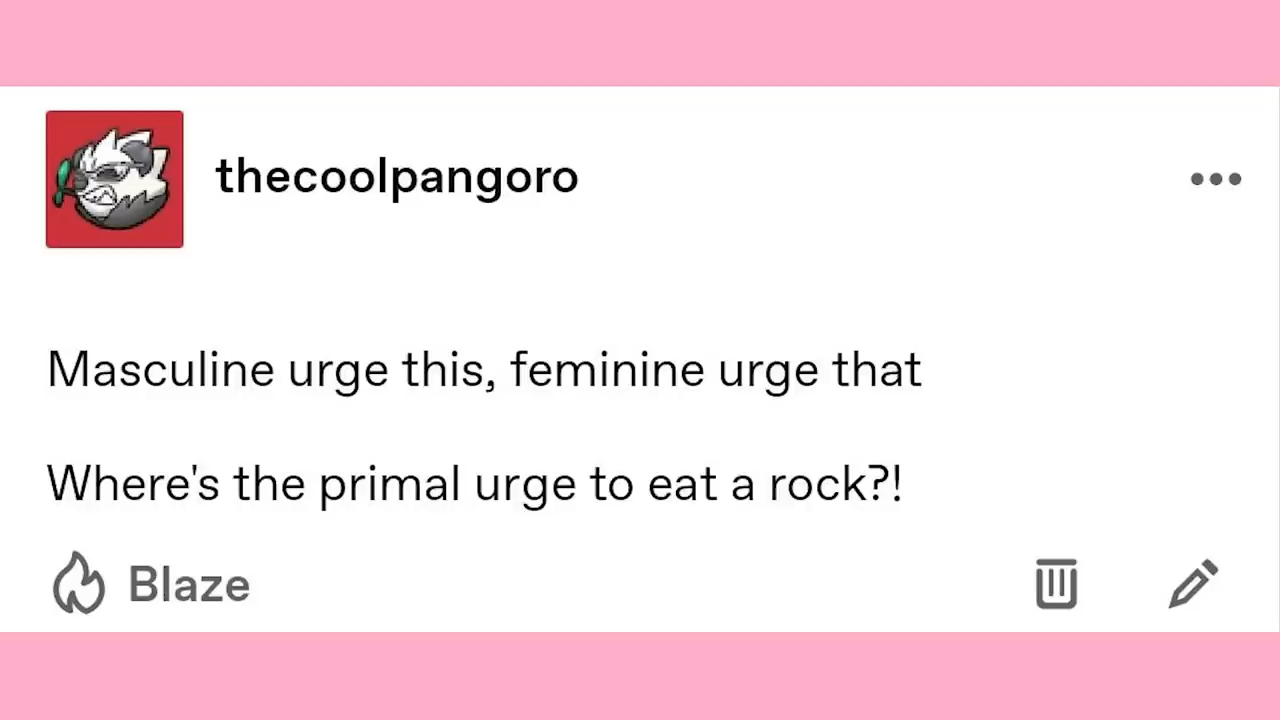 thecoolpangoro
Masculine urge this, feminine urge that
Where's the primal urge to eat a rock?!
Blaze